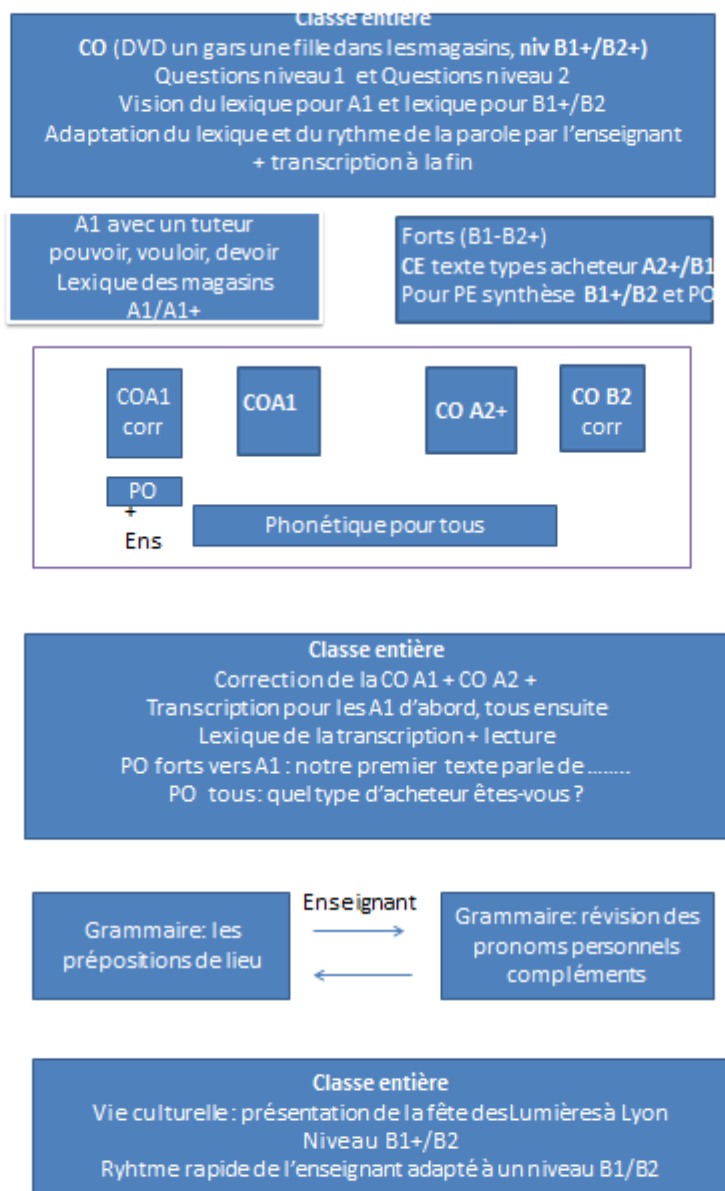 Classe entière
CO (DVD un gars une fille dans lesmagasins, niv B1+/B2+)
Questions niveau 1 et Questions niveau 2
Vision du lexique pour A1 et lexique pour B1+/B2
Adaptation du lexique et du rythme de la parole par l'enseignant
+ transcription à la fin
A1 avec un tuteur
pouvoir, vouloir, devoir
Lexique des magasins
A1/A1+
Forts (B1-B2+)
CE texte types acheteur A2+/B1
Pour PE synthèse B1+/B2 et PO
COA1
corr
COA1
CO A2+
CO B2
corr
PO
+
Ens
Phonétique pour tous
Classe entière
Correction de la CO A1 + CO A2 +
Transcription pour les A1 d'abord, tous ensuite
Lexique de la transcription + lecture
PO forts vers A1 : notre premier texte parle de ........
PO tous : quel type d'acheteur êtes-vous ?
Grammaire: les
prépositions de lieu
Enseignant
Grammaire: révision des
pronoms personnels
compléments
Classe entière
Vie culturelle : présentation de la fête desLumières à Lyon
Niveau B1+/B2
Ryhtme rapide de l'enseignant adapté à un niveau B1/B2